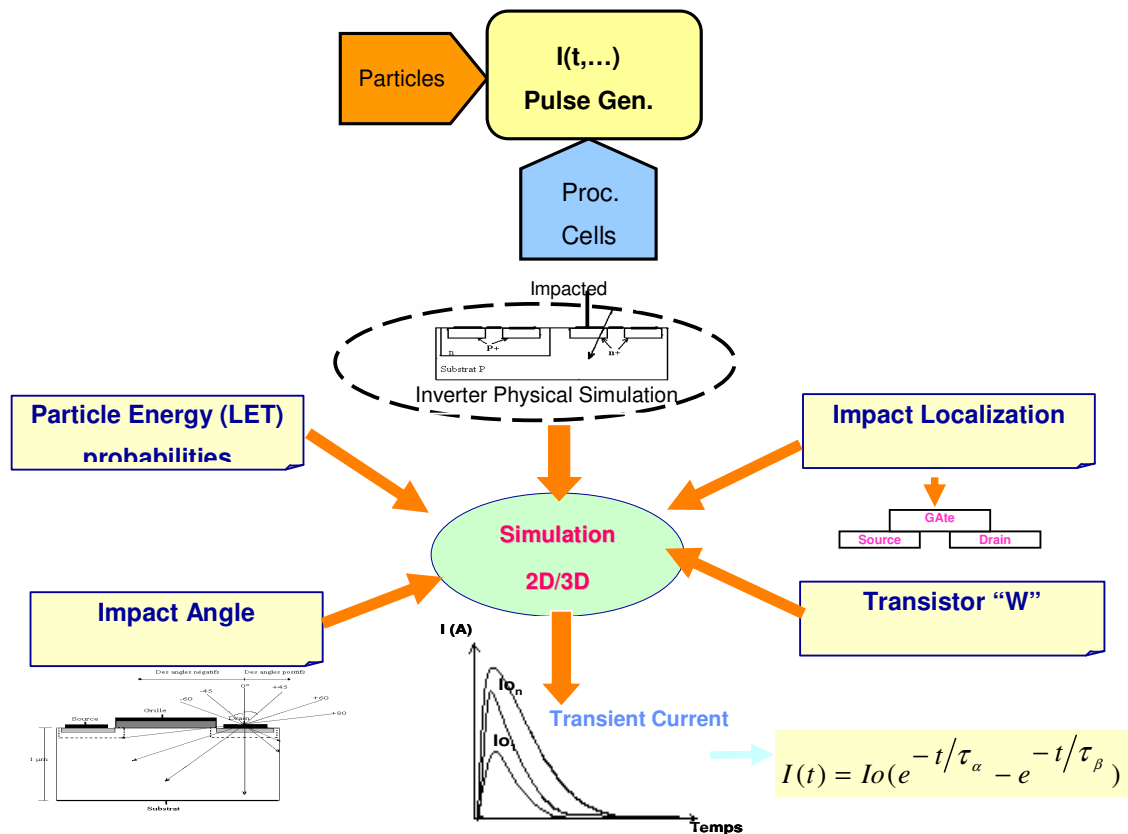 I(t,…)
Pulse Gen.
Particles
Proc.
Cells
Impacted
P+
n+
n
Substrat P
Inverter Physical Simulation
Particle Energy (LET)
probabilities
Impact Localization
GAte
Source
Drain
Simulation
2D/3D
Impact Angle
Transistor “W”
Des angles négatifs
Des angles positifs
0°
-45
+45
-60
+60
+80
Source
Grille
Drain
1 µm
Substrat
I (A)
Io_n
Io_1
Transient Current
Temps
I(t) = Io(e^{-t/τ_α} - e^{-t/τ_β})